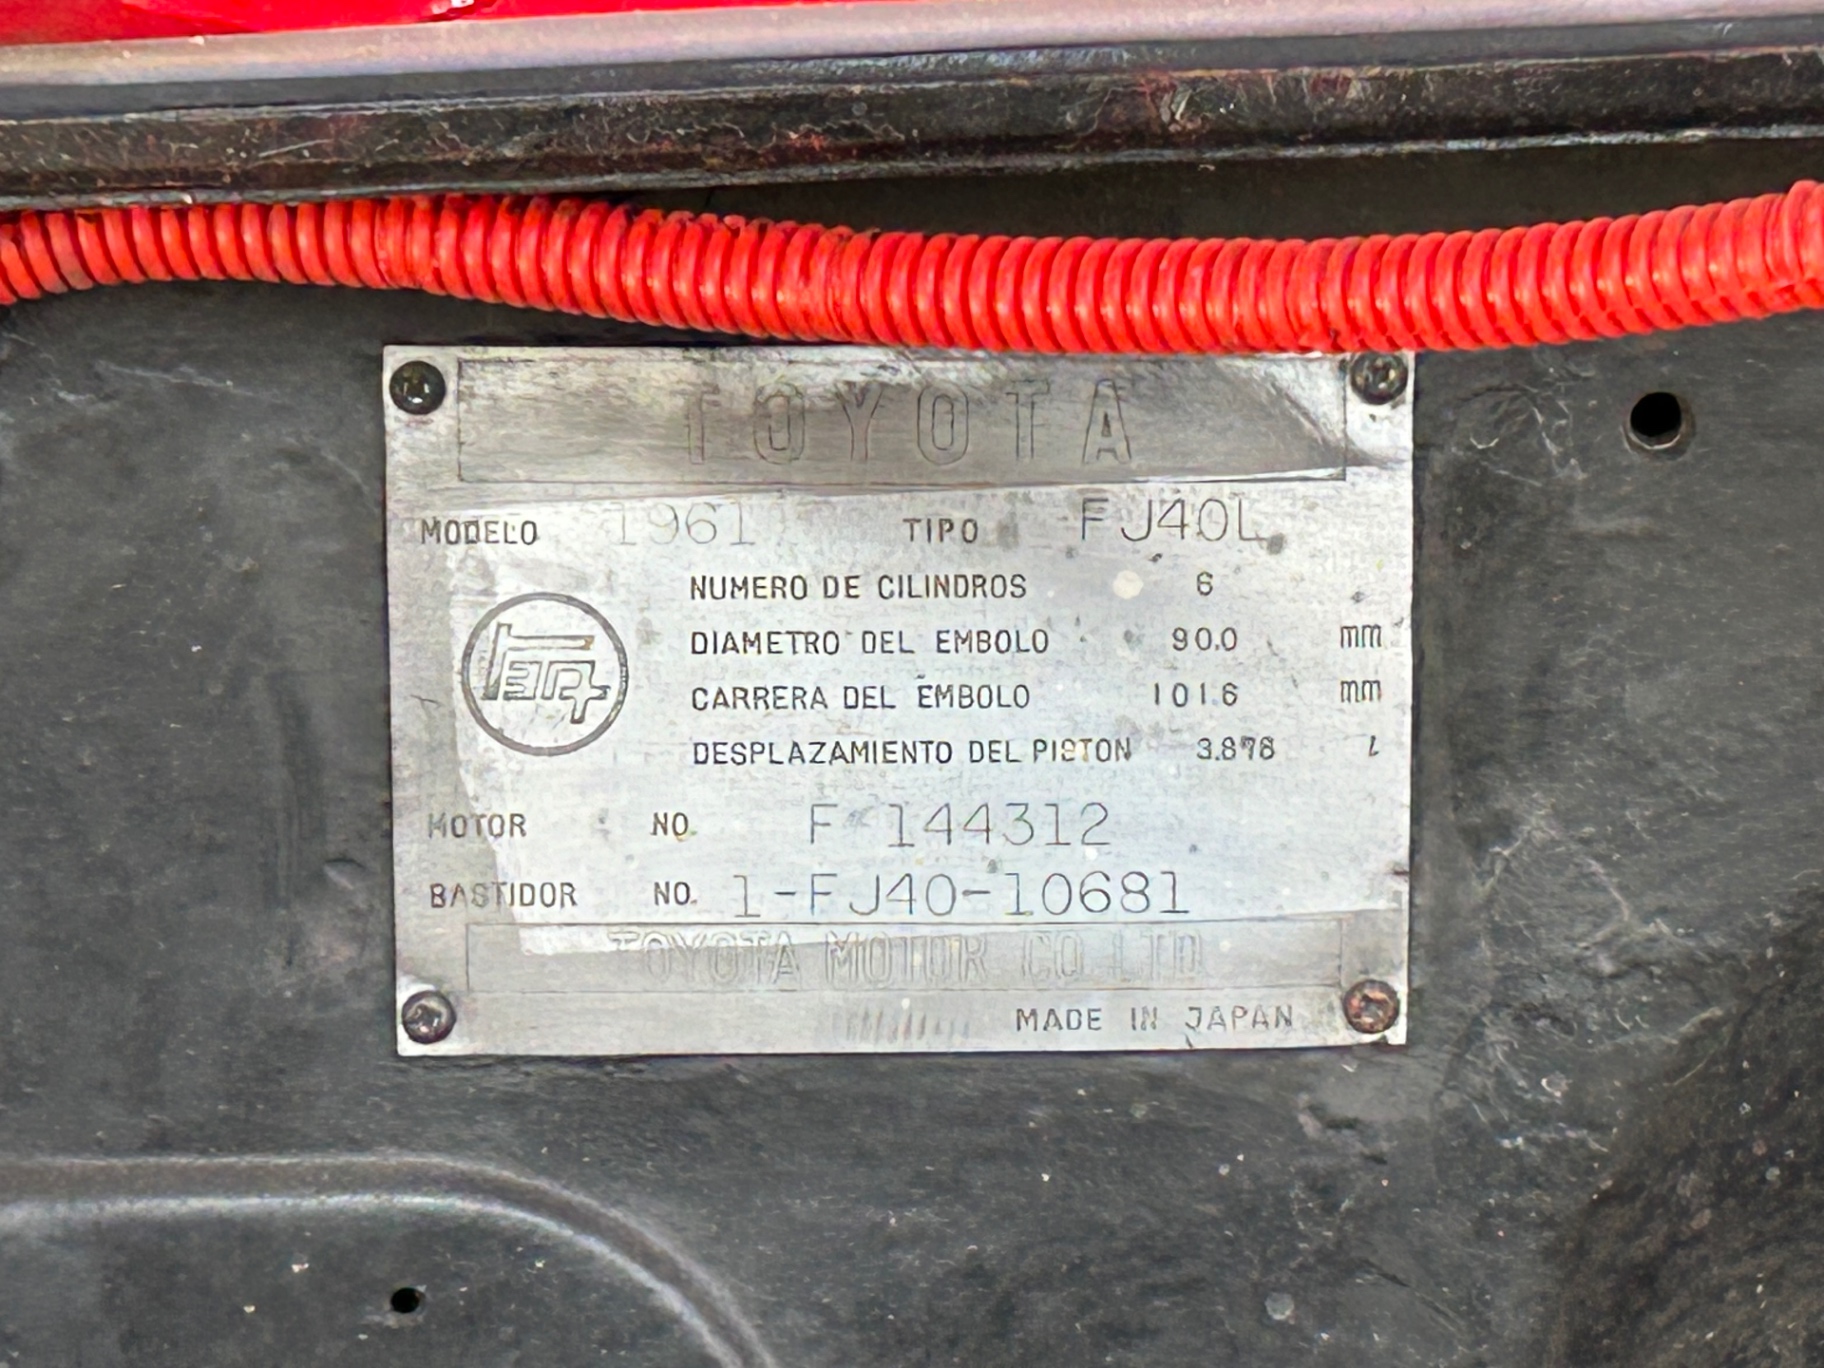 TOYOTA
MODELO 1961 TIPO FJ40L
NUMERO DE CILINDROS 6
DIAMETRO DEL EMBOLO 90.0 mm
CARRERA DEL EMBOLO 101.6 mm
DESPLAZAMIENTO DEL PISTON 3.878 l
MOTOR NO. F 144312
BASTIDOR NO. 1-FJ40-10681
TOYOTA MOTOR CO. LTD
MADE IN JAPAN